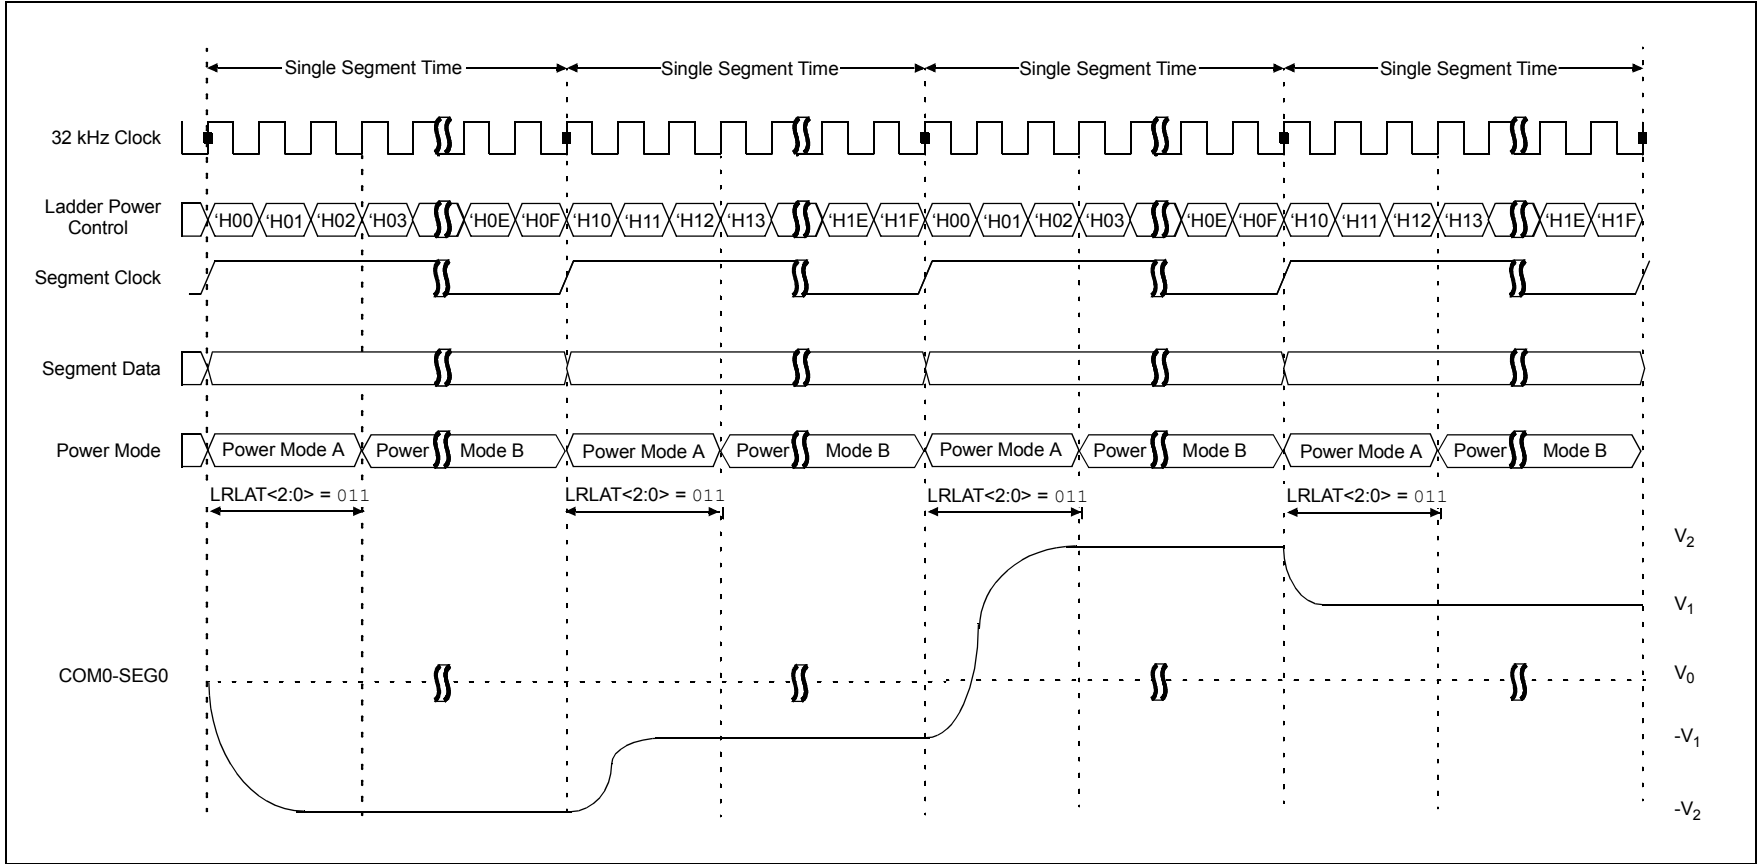 Single Segment Time Single Segment Time Single Segment Time Single Segment Time
32 kHz Clock
Ladder Power
Control
‘H00 ‘H01 ‘H02 ‘H03 ‘H0E ‘H0F ‘H10 ‘H11 ‘H12 ‘H13 ‘H1E ‘H1F ‘H00 ‘H01 ‘H02 ‘H03 ‘H0E ‘H0F ‘H10 ‘H11 ‘H12 ‘H13 ‘H1E ‘H1F
Segment Clock
Segment Data
Power Mode Power Mode A Power Mode B Power Mode A Power Mode B Power Mode A Power Mode B Power Mode A Power Mode B
LRLAT<2:0> = 011 LRLAT<2:0> = 011 LRLAT<2:0> = 011 LRLAT<2:0> = 011
V2
V1
COM0-SEG0 V0
-V1
-V2